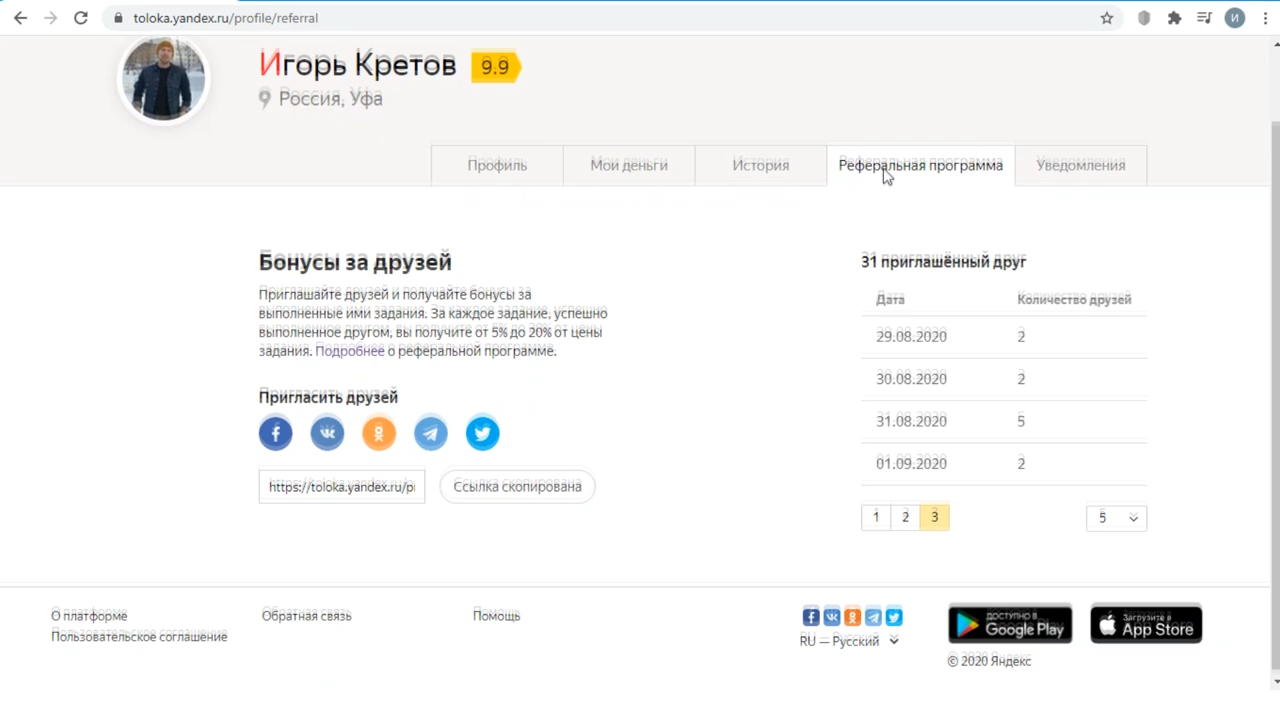 toloka.yandex.ru/profile/referral
И
Игорь Кретов 9.9
Россия, Уфа
Профиль
Мои деньги
История
Реферальная программа
Уведомления
Бонусы за друзей
Приглашайте друзей и получайте бонусы за
выполненные ими задания. За каждое задание, успешно
выполненное другом, вы получите от 5% до 20% от цены
задания. Подробнее о реферальной программе.
Пригласить друзей
https://toloka.yandex.ru/p
Ссылка скопирована
31 приглашённый друг
Дата Количество друзей
29.08.2020 2
30.08.2020 2
31.08.2020 5
01.09.2020 2
1 2 3
5
О платформе
Пользовательское соглашение
Обратная связь
Помощь
RU — Русский
ДОСТУПНО В
Google Play
Загрузите в
App Store
© 2020 Яндекс